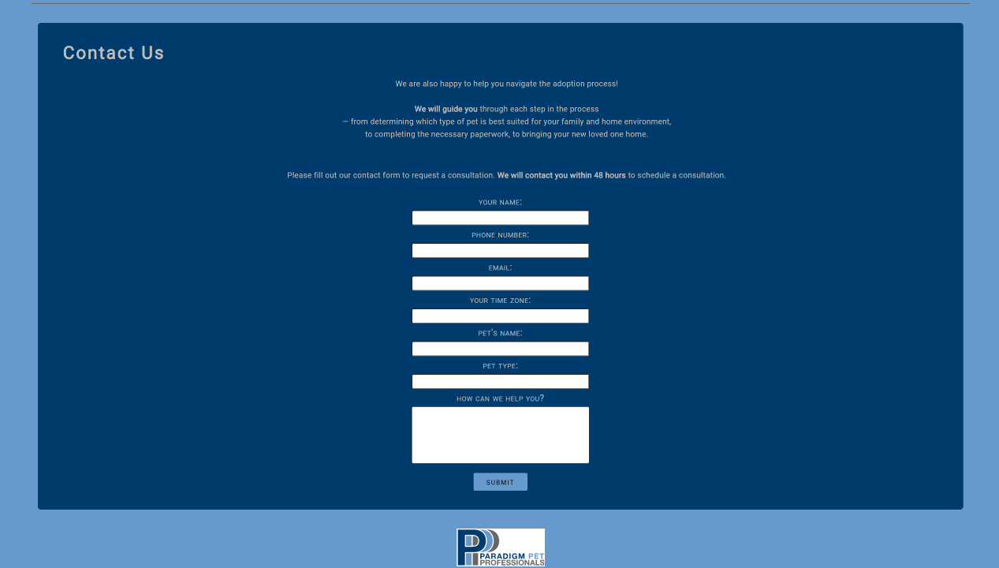 Contact Us
We are also happy to help you navigate the adoption process!
We will guide you through each step in the process
— from determining which type of pet is best suited for your family and home environment,
to completing the necessary paperwork, to bringing your new loved one home.
Please fill out our contact form to request a consultation. We will contact you within 48 hours to schedule a consultation.
YOUR NAME:
PHONE NUMBER:
EMAIL:
YOUR TIME ZONE:
PET'S NAME:
PET TYPE:
HOW CAN WE HELP YOU?
SUBMIT
PARADIGM PET
PROFESSIONALS